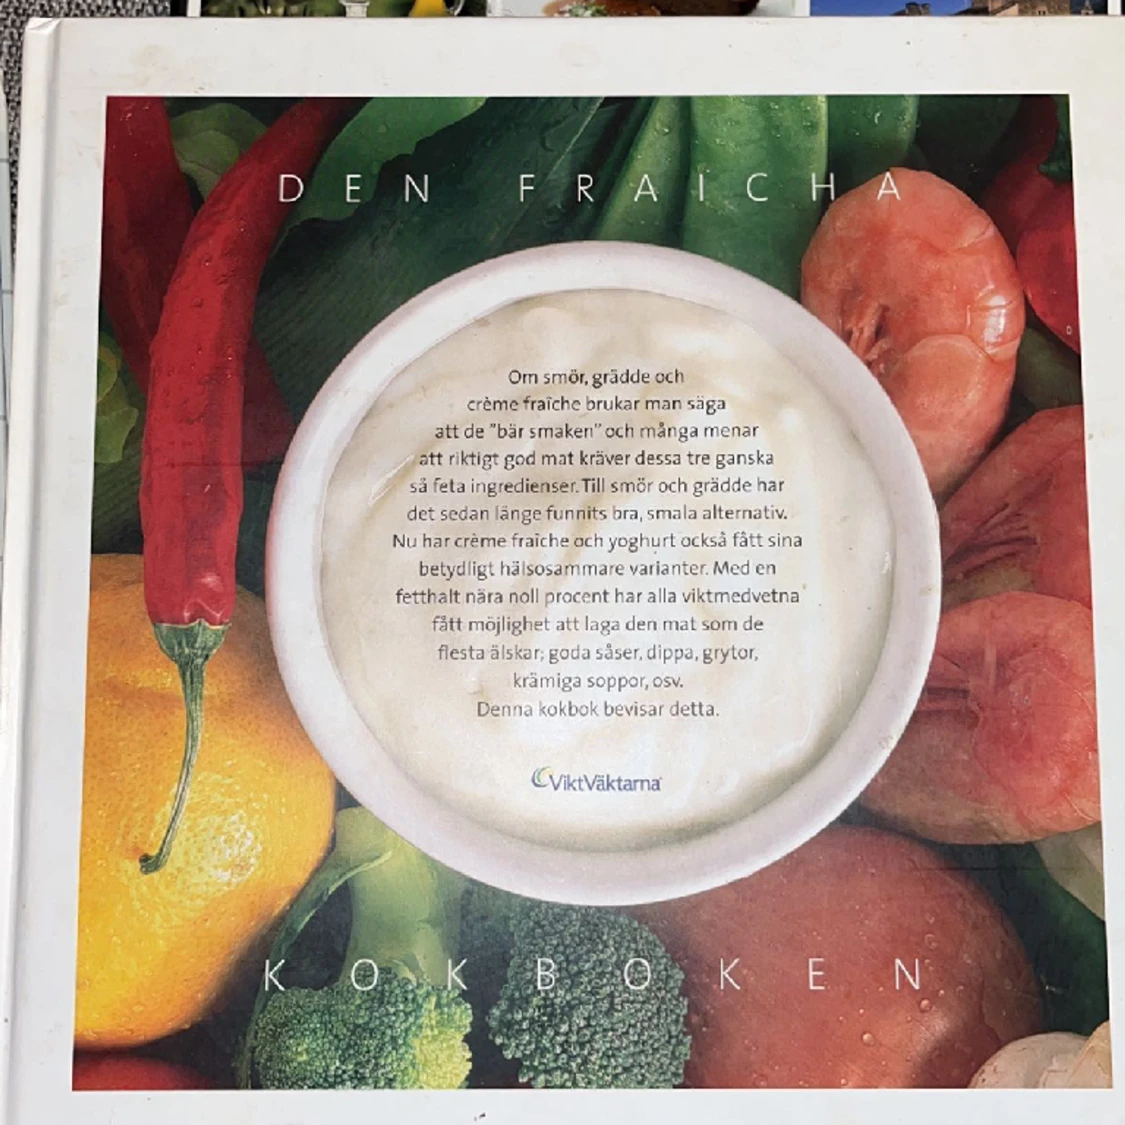 DEN FRAICHA
Om smör, grädde och
crème fraîche brukar man säga
att de "bär smaken" och många menar
att riktigt god mat kräver dessa tre ganska
så feta ingredienser. Till smör och grädde har
det sedan länge funnits bra, smala alternativ.
Nu har crème fraîche och yoghurt också fått sina
betydligt hälsosammare varianter. Med en
fetthalt nära noll procent har alla viktmedvetna
fått möjlighet att laga den mat som de
flesta älskar; goda såser, dippa, grytor,
krämiga soppor, osv.
Denna kokbok bevisar detta.
ViktVäktarna
KOKBOKEN